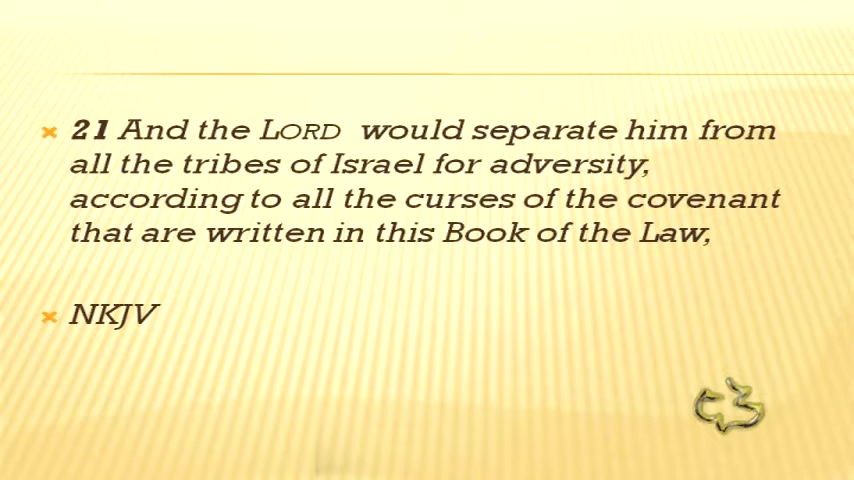 21 And the LORD would separate him from
all the tribes of Israel for adversity,
according to all the curses of the covenant
that are written in this Book of the Law,
NKJV